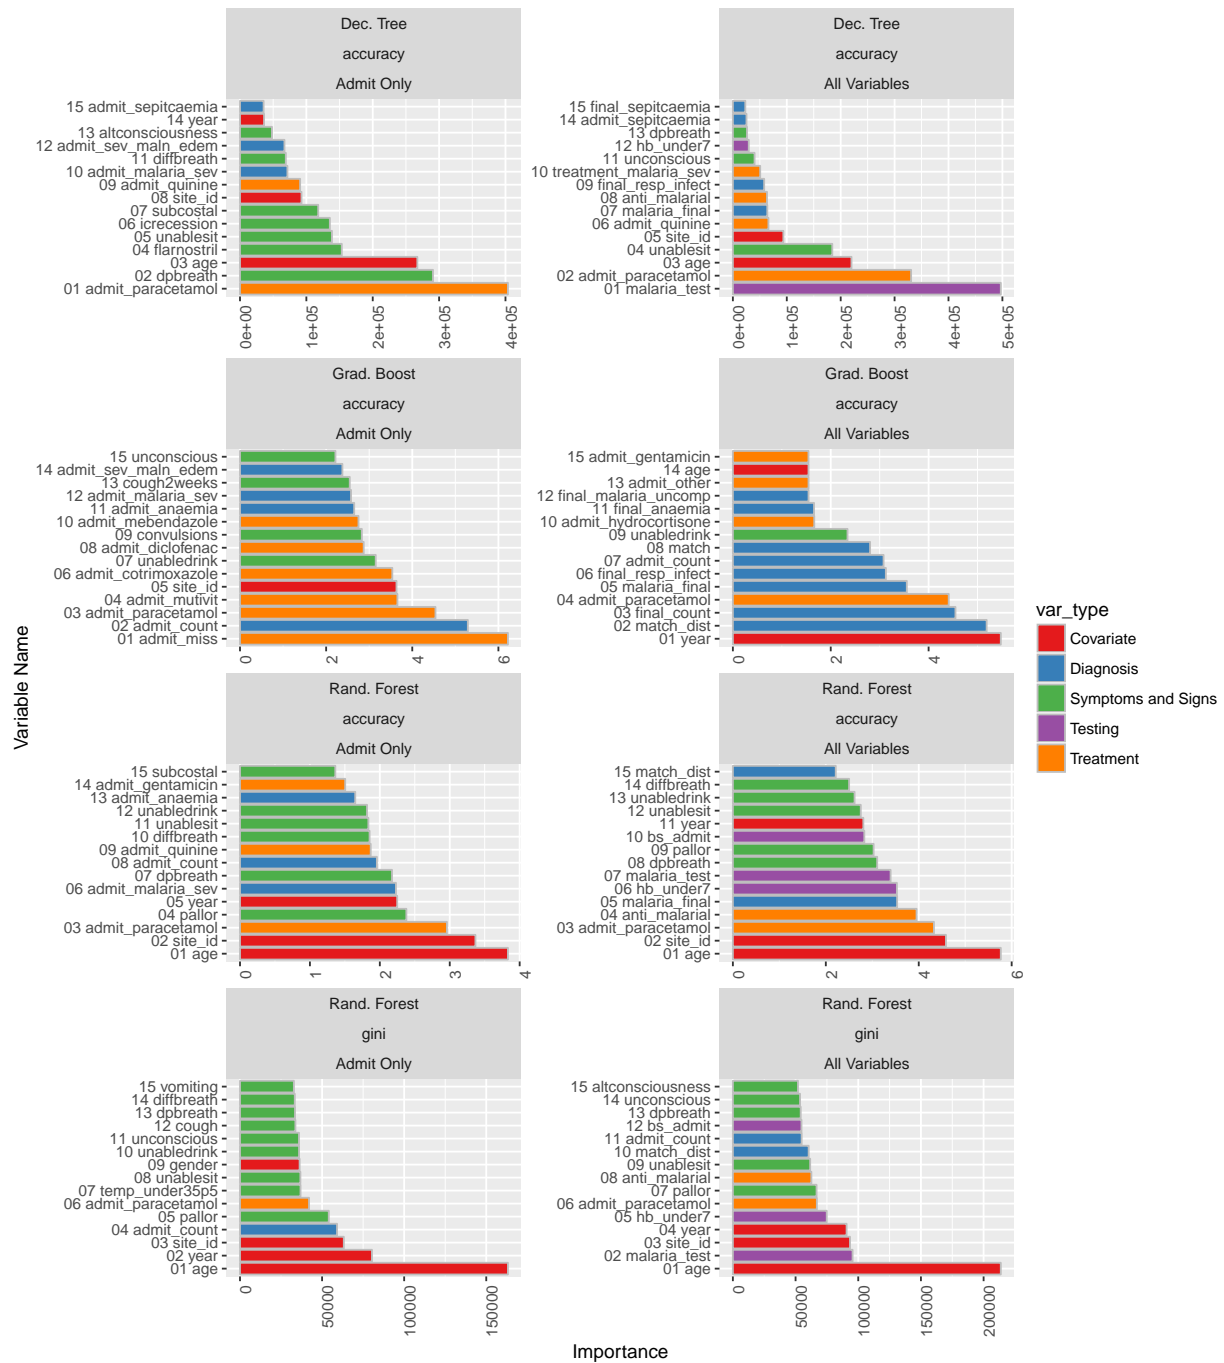 Dec. Tree
accuracy
Admit Only
15 admit_sepitcaemia
14 year
13 altconsciousness
12 admit_sev_maln_edem
11 diffbreath
10 admit_malaria_sev
09 admit_quinine
08 site_id
07 subcostal
06 icrecession
05 unablesit
04 flarnostril
03 age
02 dpbreath
01 admit_paracetamol
0e+00
1e+05
2e+05
3e+05
4e+05
Dec. Tree
accuracy
All Variables
15 final_sepitcaemia
14 admit_sepitcaemia
13 dpbreath
12 hb_under7
11 unconscious
10 treatment_malaria_sev
09 final_resp_infect
08 anti_malarial
07 malaria_final
06 admit_quinine
05 site_id
04 unablesit
03 age
02 admit_paracetamol
01 malaria_test
0e+00
1e+05
2e+05
3e+05
4e+05
5e+05
Grad. Boost
accuracy
Admit Only
15 unconscious
14 admit_sev_maln_edem
13 cough2weeks
12 admit_malaria_sev
11 admit_anaemia
10 admit_mebendazole
09 convulsions
08 admit_diclofenac
07 unabledrink
06 admit_cotrimoxazole
05 site_id
04 admit_mutivit
03 admit_paracetamol
02 admit_count
01 admit_miss
0
2
4
6
Grad. Boost
accuracy
All Variables
15 admit_gentamicin
14 age
13 admit_other
12 final_malaria_uncomp
11 final_anaemia
10 admit_hydrocortisone
09 unabledrink
08 match
07 admit_count
06 final_resp_infect
05 malaria_final
04 admit_paracetamol
03 final_count
02 match_dist
01 year
0
2
4
Rand. Forest
accuracy
Admit Only
15 subcostal
14 admit_gentamicin
13 admit_anaemia
12 unabledrink
11 unablesit
10 diffbreath
09 admit_quinine
08 admit_count
07 dpbreath
06 admit_malaria_sev
05 year
04 pallor
03 admit_paracetamol
02 site_id
01 age
0
1
2
3
4
Rand. Forest
accuracy
All Variables
15 match_dist
14 diffbreath
13 unabledrink
12 unablesit
11 year
10 bs_admit
09 pallor
08 dpbreath
07 malaria_test
06 hb_under7
05 malaria_final
04 anti_malarial
03 admit_paracetamol
02 site_id
01 age
0
2
4
6
Rand. Forest
gini
Admit Only
15 vomiting
14 diffbreath
13 dpbreath
12 cough
11 unconscious
10 unabledrink
09 gender
08 unablesit
07 temp_under35p5
06 admit_paracetamol
05 pallor
04 admit_count
03 site_id
02 year
01 age
0
50000
100000
150000
Rand. Forest
gini
All Variables
15 altconsciousness
14 unconscious
13 dpbreath
12 bs_admit
11 admit_count
10 match_dist
09 unablesit
08 anti_malarial
07 pallor
06 admit_paracetamol
05 hb_under7
04 year
03 site_id
02 malaria_test
01 age
0
50000
100000
150000
200000
Variable Name
Importance
var_type
Covariate
Diagnosis
Symptoms and Signs
Testing
Treatment